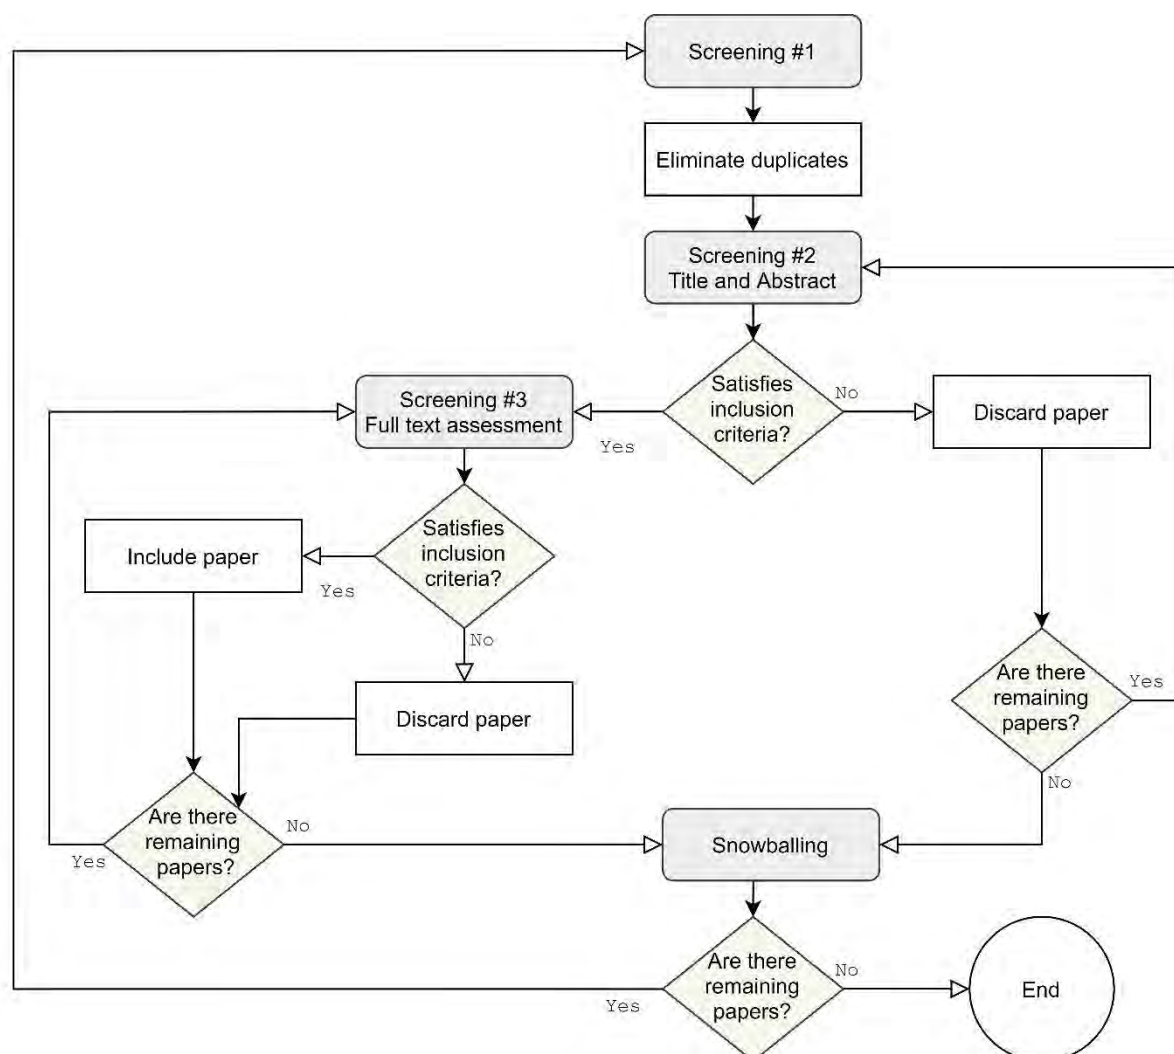 Screening #1
Eliminate duplicates
Screening #2
Title and Abstract
Satisfies
inclusion
criteria?
No
Discard paper
Yes
Screening #3
Full text assessment
Satisfies
inclusion
criteria?
Yes
Include paper
No
Discard paper
Are there
remaining
papers?
Yes
No
Are there
remaining
papers?
Yes
No
Snowballing
Are there
remaining
papers?
Yes
No
End